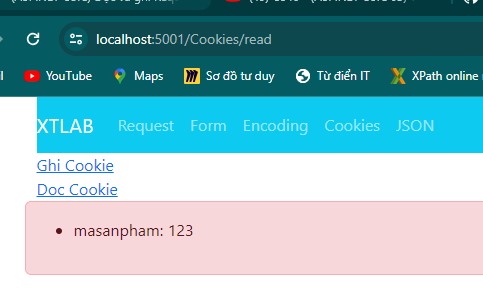 localhost:5001/Cookies/read
YouTube Maps Sơ đồ tư duy Từ điển IT XPath online
XTLAB Request Form Encoding Cookies JSON
Ghi Cookie
Doc Cookie
masanpham: 123